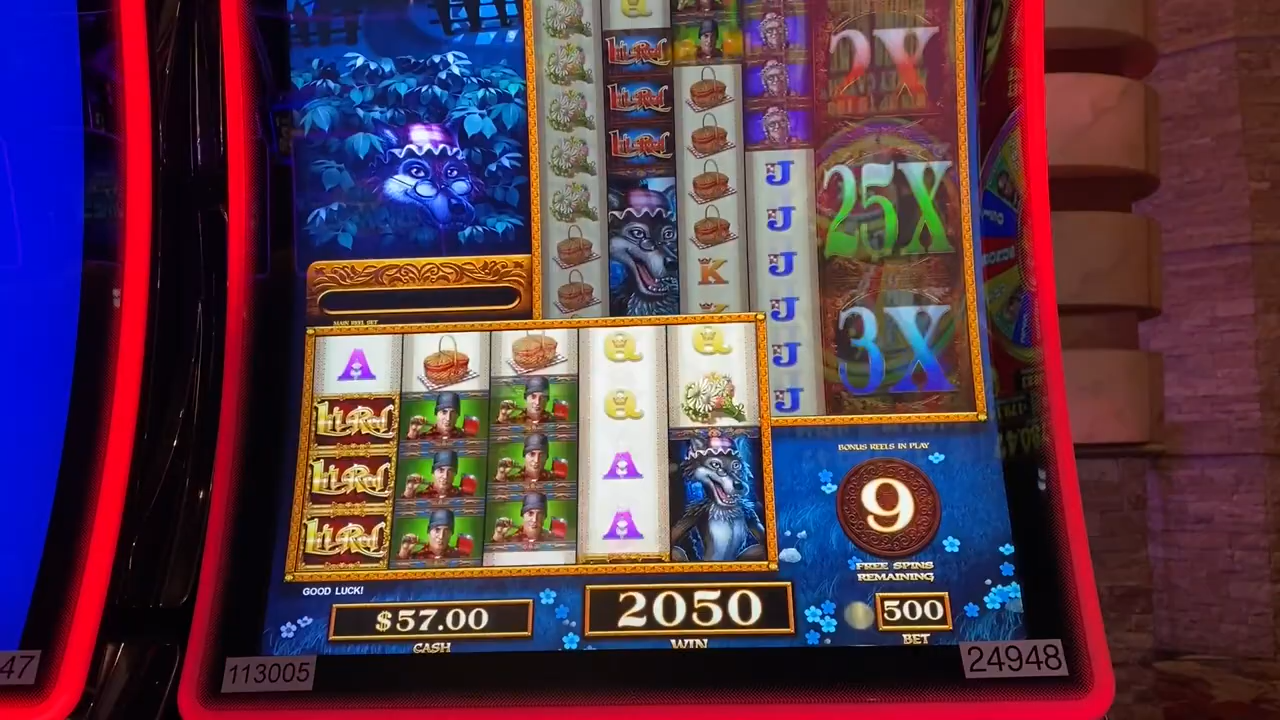 Q
Lil Red
Lil Red
Lil Red
2X
25X
3X
J
J
J
J
J
J
K
MAIN REEL SET
A
Q
Q
Q
Lil Red
Lil Red
Lil Red
A
A
BONUS REELS IN PLAY
9
FREE SPINS
REMAINING
GOOD LUCK!
$57.00
CASH
2050
WIN
500
BET
47
113005
24948